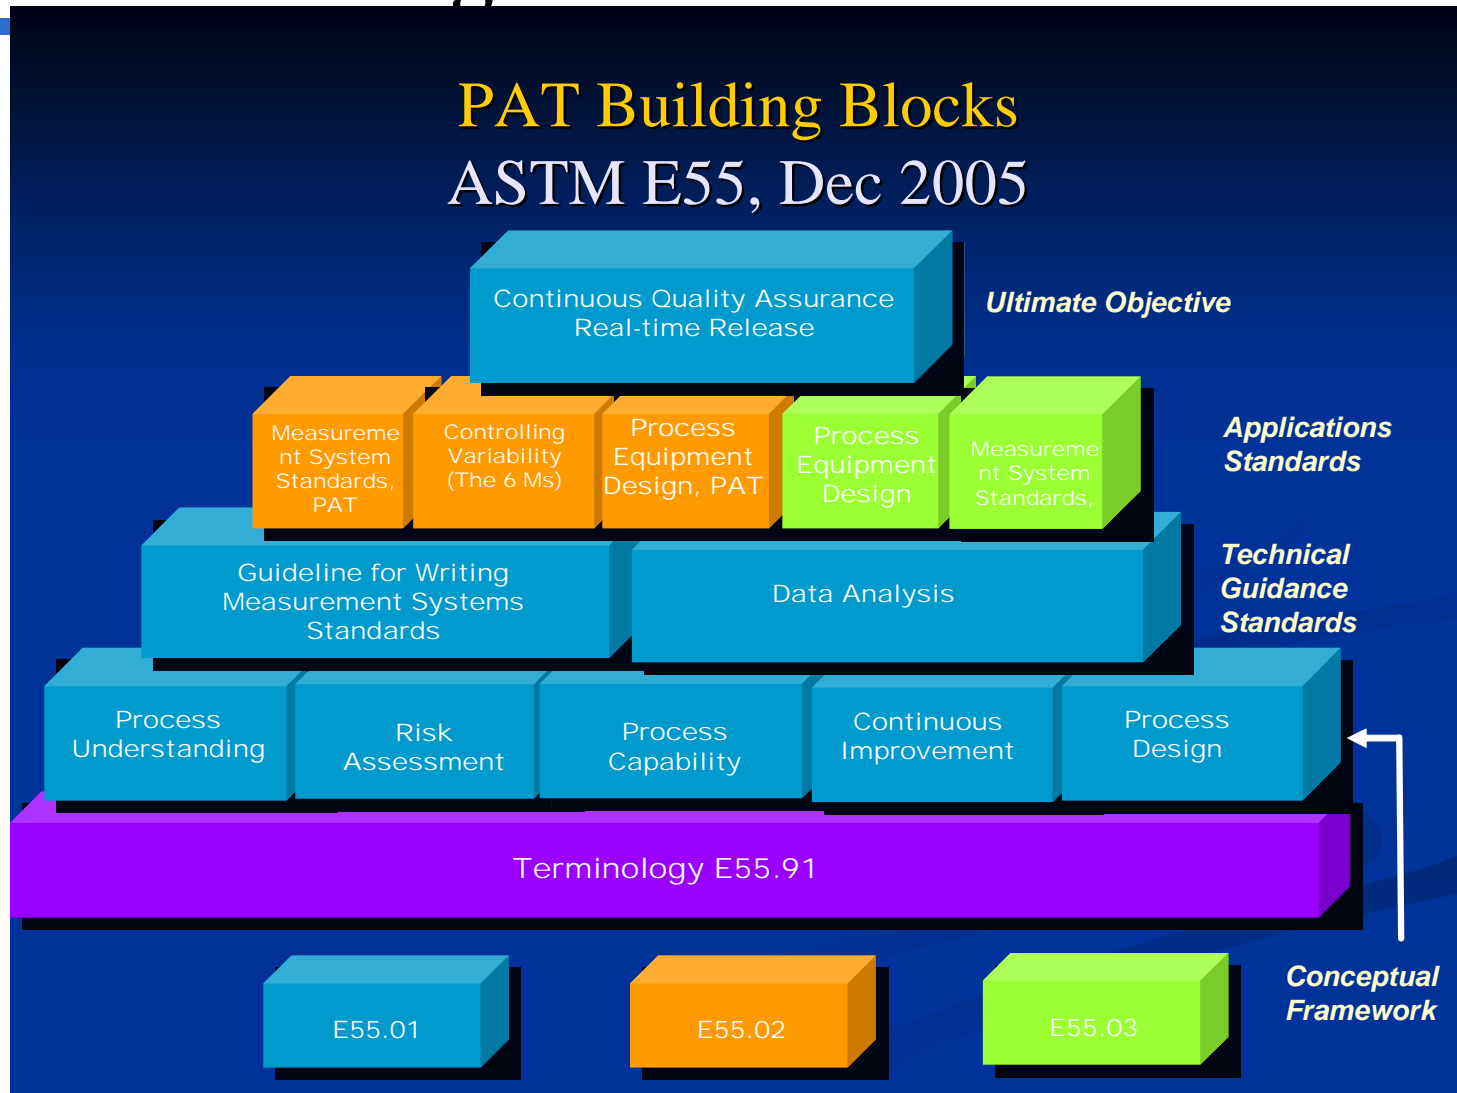 PAT Building Blocks
ASTM E55, Dec 2005
Continuous Quality Assurance
Real-time Release
Ultimate Objective
Measureme
nt System
Standards,
PAT
Controlling
Variability
(The 6 Ms)
Process
Equipment
Design, PAT
Process
Equipment
Design
Measureme
nt System
Standards,
Applications
Standards
Guideline for Writing
Measurement Systems
Standards
Data Analysis
Technical
Guidance
Standards
Process
Understanding
Risk
Assessment
Process
Capability
Continuous
Improvement
Process
Design
Terminology E55.91
Conceptual
Framework
E55.01
E55.02
E55.03